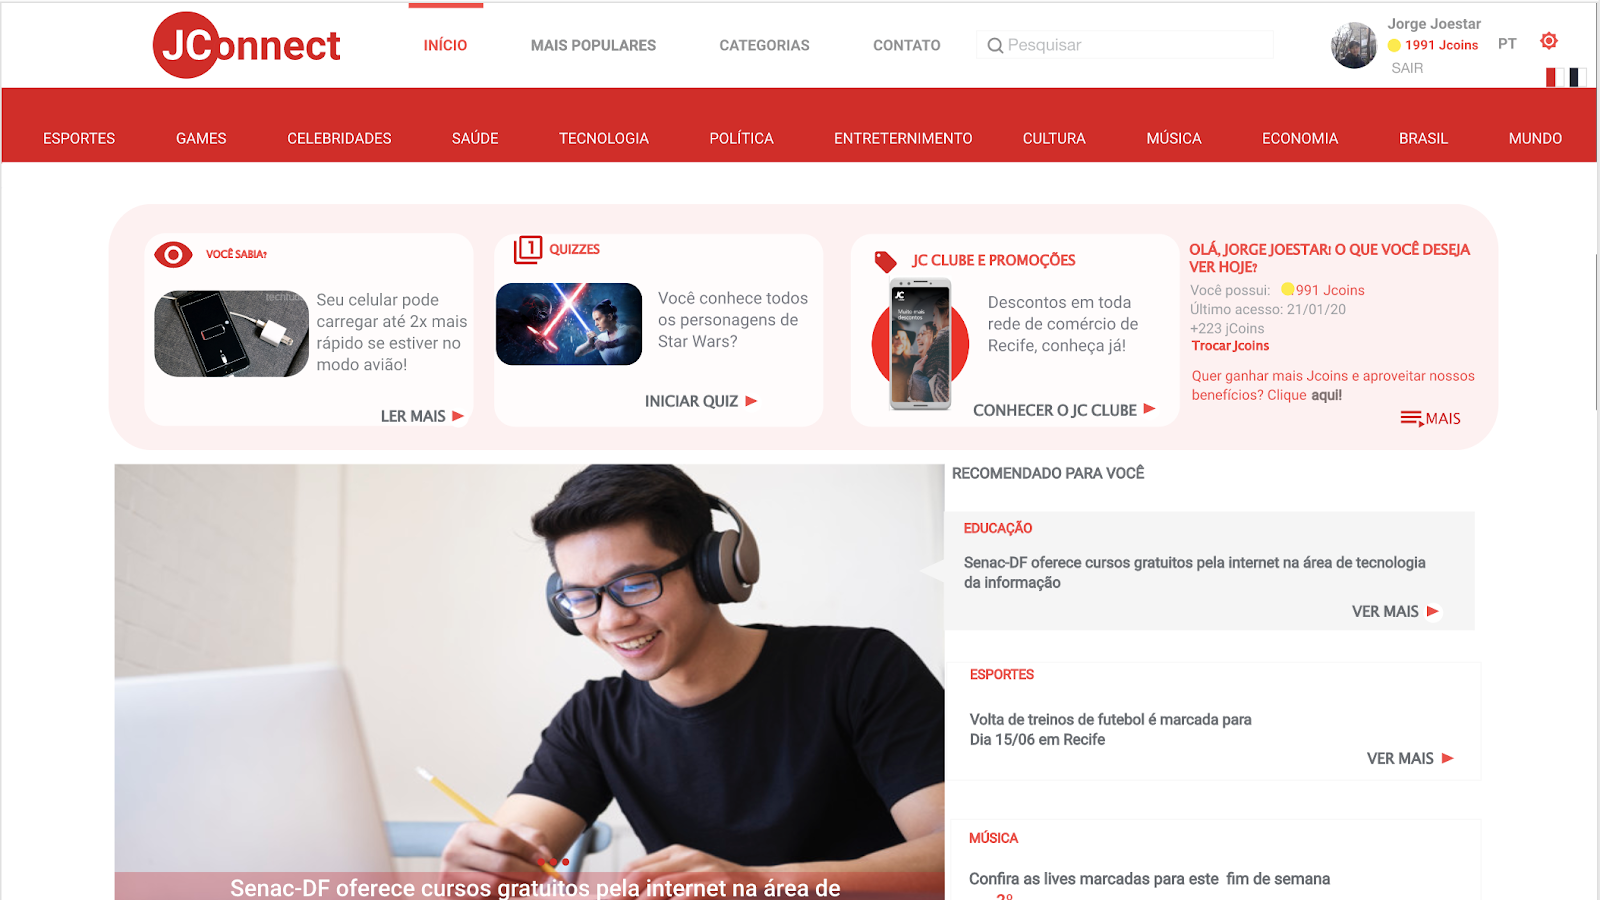 JConnect
INÍCIO
MAIS POPULARES
CATEGORIAS
CONTATO
Pesquisar
Jorge Joestar
1991 Jcoins
SAIR
PT
ESPORTES
GAMES
CELEBRIDADES
SAÚDE
TECNOLOGIA
POLÍTICA
ENTRETERNIMENTO
CULTURA
MÚSICA
ECONOMIA
BRASIL
MUNDO
VOCÊ SABIA?
Seu celular pode
carregar até 2x mais
rápido se estiver no
modo avião!
LER MAIS
1
QUIZZES
Você conhece todos
os personagens de
Star Wars?
INICIAR QUIZ
JC CLUBE E PROMOÇÕES
JC
Muito mais
descontos
Descontos em toda
rede de comércio de
Recife, conheça já!
CONHECER O JC CLUBE
OLÁ, JORGE JOESTAR! O QUE VOCÊ DESEJA
VER HOJE?
Você possui: 991 Jcoins
Último acesso: 21/01/20
+223 jCoins
Trocar Jcoins
Quer ganhar mais Jcoins e aproveitar nossos
benefícios? Clique aqui!
MAIS
Senac-DF oferece cursos gratuitos pela internet na área de
RECOMENDADO PARA VOCÊ
EDUCAÇÃO
Senac-DF oferece cursos gratuitos pela internet na área de tecnologia
da informação
VER MAIS
ESPORTES
Volta de treinos de futebol é marcada para
Dia 15/06 em Recife
VER MAIS
MÚSICA
Confira as lives marcadas para este fim de semana